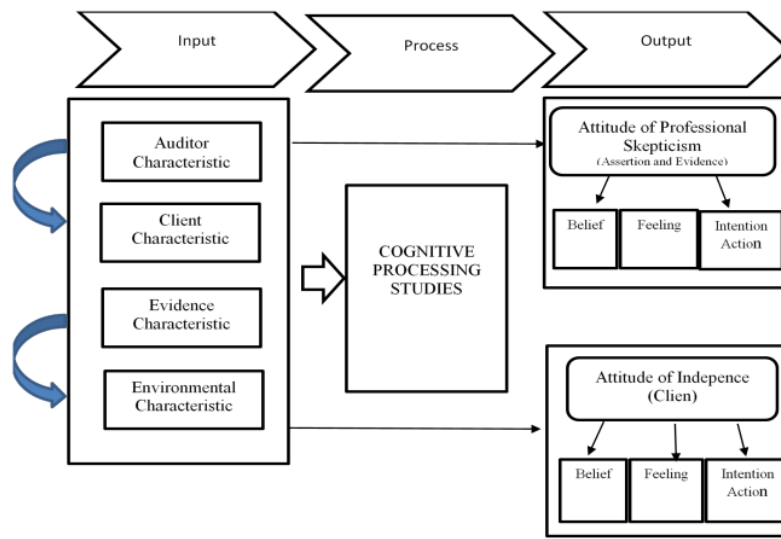 Input
Process
Output
Auditor
Characteristic
Client
Characteristic
Evidence
Characteristic
Environmental
Characteristic
COGNITIVE
PROCESSING
STUDIES
Attitude of Professional
Skepticism
(Assertion and Evidence)
Belief
Feeling
Intention
Action
Attitude of Indepence
(Clien)
Belief
Feeling
Intention
Action